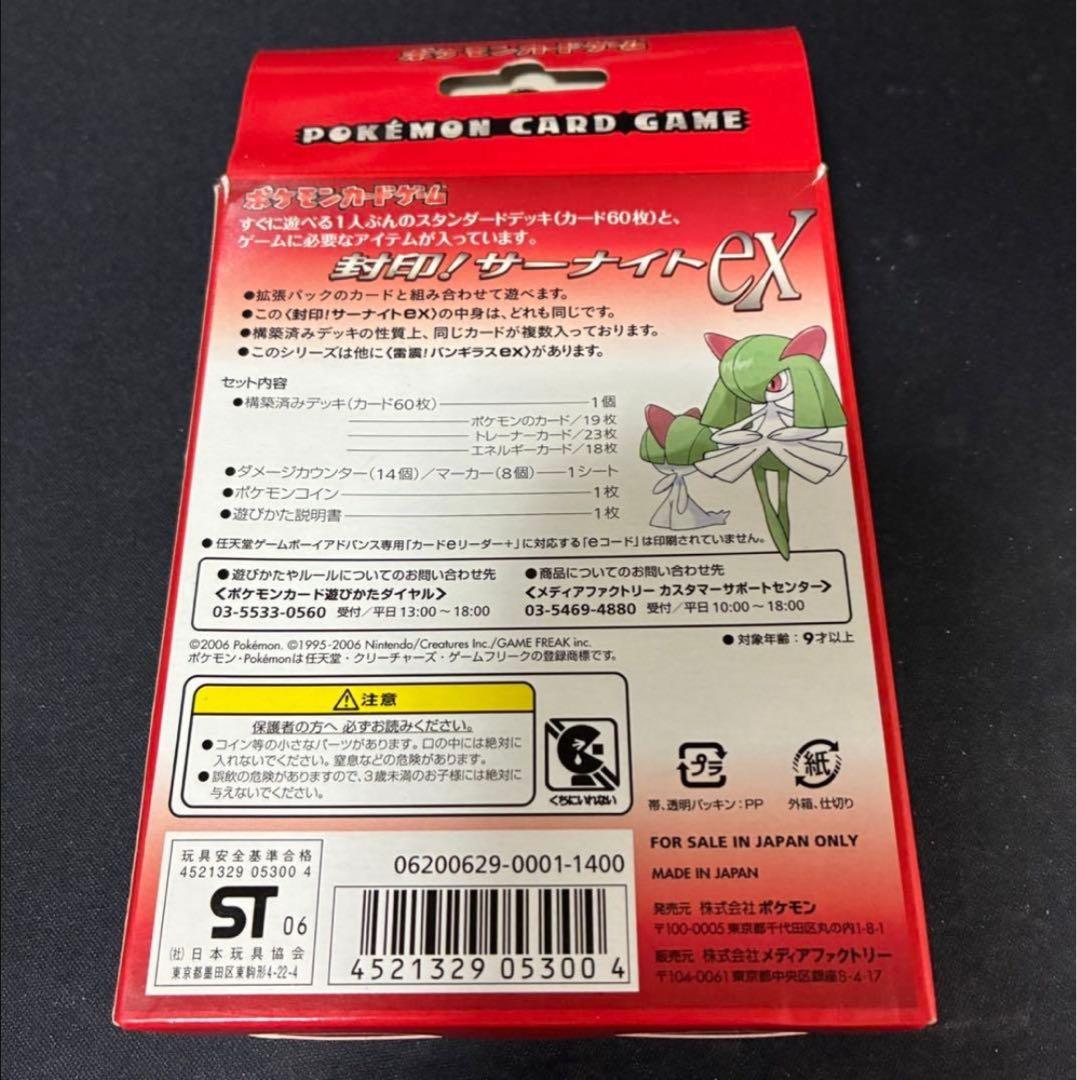 ポケモンカードゲーム
POKÉMON CARD GAME
ポケモンカードゲーム
すぐに遊べる1人ぶんのスタンダードデッキ(カード60枚)と、
ゲームに必要なアイテムが入っています。
封印!サーナイトex
●拡張パックのカードと組み合わせて遊べます。
●この〈封印!サーナイトex〉の中身は、どれも同じです。
●構築済みデッキの性質上、同じカードが複数入っております。
●このシリーズは他に〈雷震!バンギラスex〉があります。
セット内容
●構築済みデッキ(カード60枚) 1個
ポケモンのカード/19枚
トレーナーカード/23枚
エネルギーカード/18枚
●ダメージカウンター(14個)/マーカー(8個) 1シート
●ポケモンコイン 1枚
●遊びかた説明書 1枚
●任天堂ゲームボーイアドバンス専用「カードeリーダー+」に対応する「eコード」は印刷されていません。
●遊びかたやルールについてのお問い合わせ先
〈ポケモンカード遊びかたダイヤル〉
03-5533-0560 受付/平日13:00〜18:00
●商品についてのお問い合わせ先
〈メディアファクトリー カスタマーサポートセンター〉
03-5469-4880 受付/平日10:00〜18:00
©2006 Pokémon. ©1995-2006 Nintendo/Creatures Inc./GAME FREAK inc.
ポケモン・Pokémonは任天堂・クリーチャーズ・ゲームフリークの登録商標です。
●対象年齢:9才以上
注意
保護者の方へ 必ずお読みください。
●コイン等の小さなパーツがあります。口の中には絶対に
入れないでください。窒息などの危険があります。
●誤飲の危険がありますので、3歳未満のお子様には絶対に
与えないでください。
くちにいれない
プラ
帯、透明パッキン:PP
紙
外箱、仕切り
玩具安全基準合格
4521329 05300 4
ST 06
(社)日本玩具協会
東京都墨田区東駒形4-22-4
06200629-0001-1400
4 521329 05300 4
FOR SALE IN JAPAN ONLY
MADE IN JAPAN
発売元 株式会社ポケモン
〒100-0005 東京都千代田区丸の内1-8-1
販売元 株式会社メディアファクトリー
〒104-0061 東京都中央区銀座8-4-17